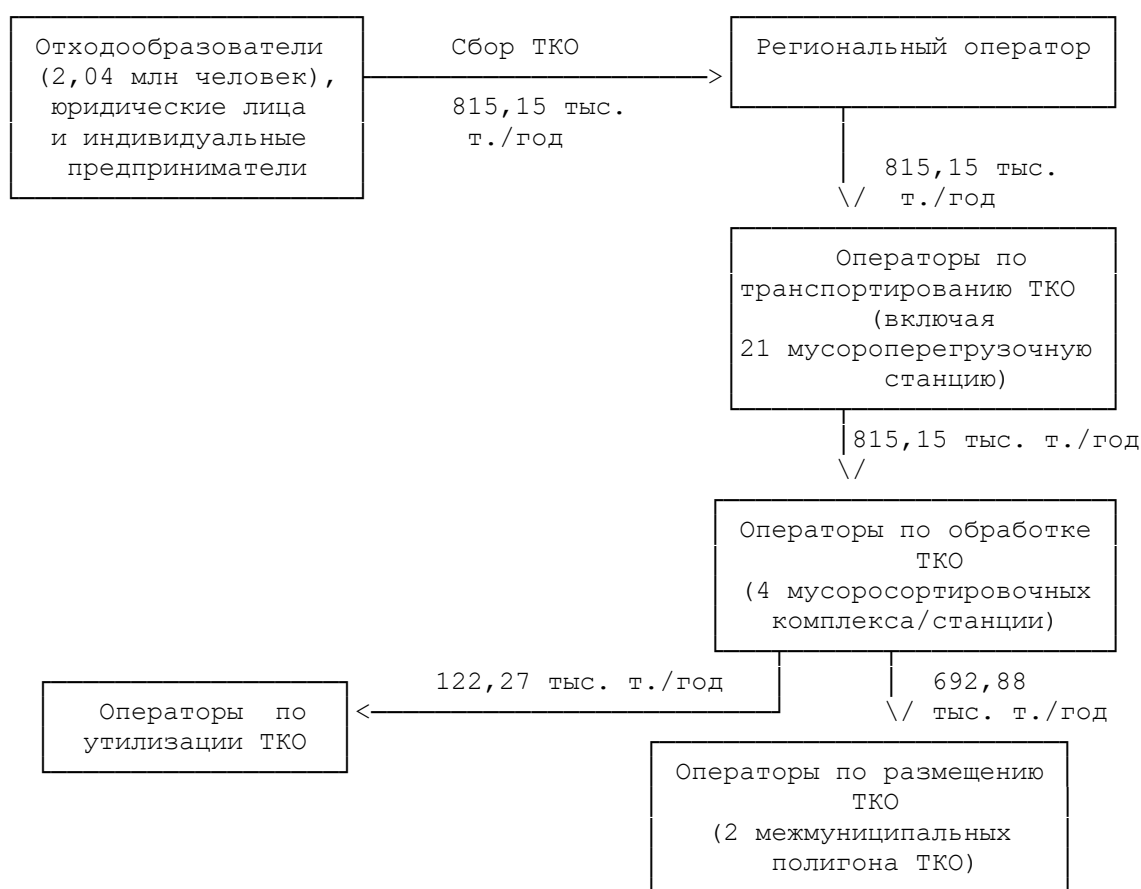 Отходообразователи
(2,04 млн человек),
юридические лица
и индивидуальные
предприниматели
Сбор ТКО
815,15 тыс.
т./год
Региональный оператор
815,15 тыс.
т./год
Операторы по
транспортированию ТКО
(включая
21 мусороперегрузочную
станцию)
815,15 тыс. т./год
Операторы по обработке
ТКО
(4 мусоросортировочных
комплекса/станции)
122,27 тыс. т./год
692,88
тыс. т./год
Операторы по
утилизации ТКО
Операторы по размещению
ТКО
(2 межмуниципальных
полигона ТКО)